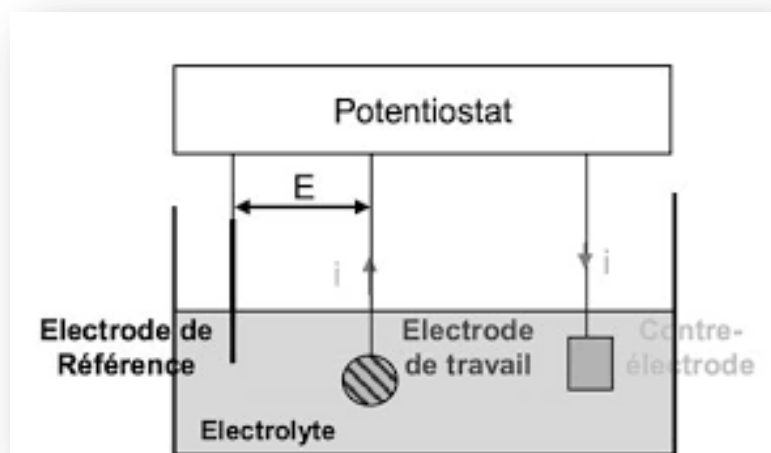 Potentiostat
E
i
i
Electrode de
Référence
Electrode
de travail
Contre-
électrode
Electrolyte